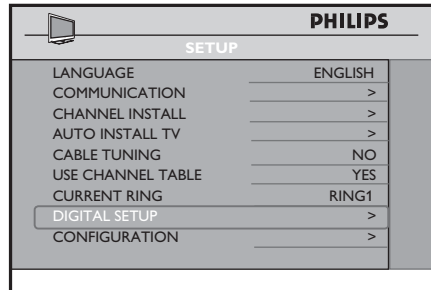 PHILIPS
SETUP
LANGUAGE ENGLISH
COMMUNICATION >
CHANNEL INSTALL >
AUTO INSTALL TV >
CABLE TUNING NO
USE CHANNEL TABLE YES
CURRENT RING RING1
DIGITAL SETUP >
CONFIGURATION >